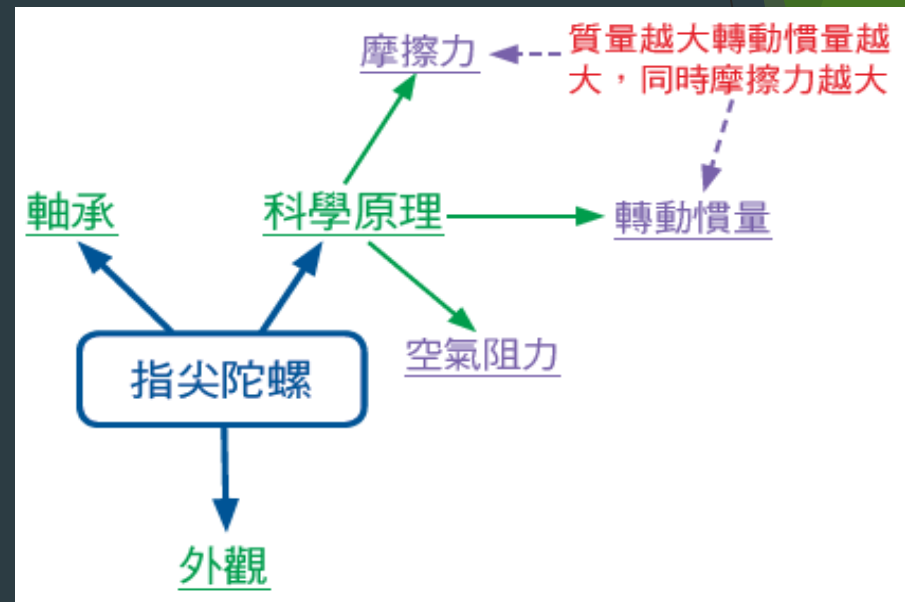 摩擦力
質量越大轉動慣量越
大，同時摩擦力越大
軸承
科學原理
轉動慣量
空氣阻力
指尖陀螺
外觀